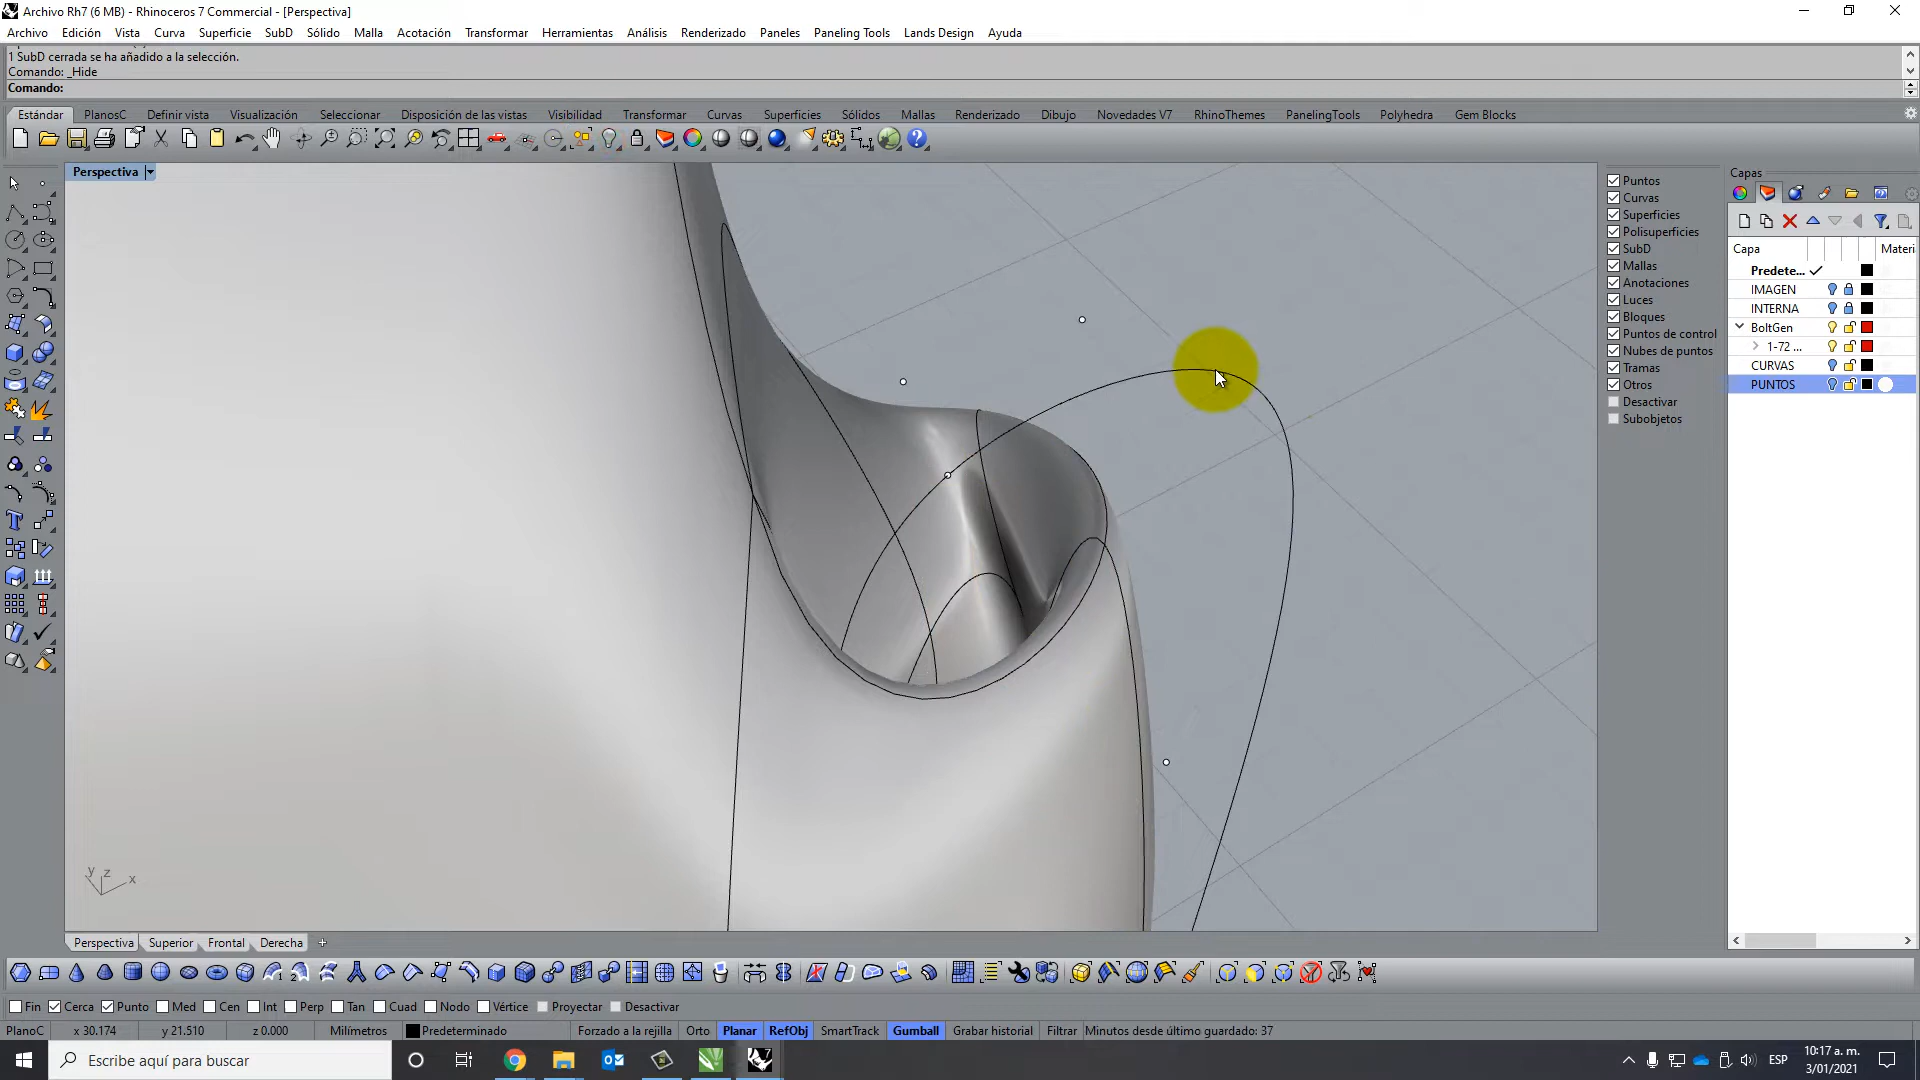 Archivo Rh7 (6 MB) - Rhinoceros 7 Commercial - [Perspectiva]
Archivo Edición Vista Curva Superficie SubD Sólido Malla Acotación Transformar Herramientas Análisis Renderizado Paneles Paneling Tools Lands Design Ayuda
1 SubD cerrada se ha añadido a la selección.
Comando: _Hide
Comando:
Estándar PlanosC Definir vista Visualización Seleccionar Disposición de las vistas Visibilidad Transformar Curvas Superficies Sólidos Mallas Renderizado Dibujo Novedades V7 RhinoThemes PanelingTools Polyhedra Gem Blocks
Perspectiva
Puntos
Curvas
Superficies
Polisuperficies
SubD
Mallas
Anotaciones
Luces
Bloques
Puntos de control
Nubes de puntos
Tramas
Otros
Desactivar
Subobjetos
Capas
Capa Materi
Predete...
IMAGEN
INTERNA
BoltGen
1-72 ...
CURVAS
PUNTOS
y z x
Perspectiva Superior Frontal Derecha
Fin Cerca Punto Med Cen Int Perp Tan Cuad Nodo Vértice Proyectar Desactivar
PlanoC x 30.174 y 21.510 z 0.000 Milímetros Predeterminado Forzado a la rejilla Orto Planar RefObj SmartTrack Gumball Grabar historial Filtrar Minutos desde último guardado: 37
Escribe aquí para buscar
ESP
10:17 a. m.
3/01/2021